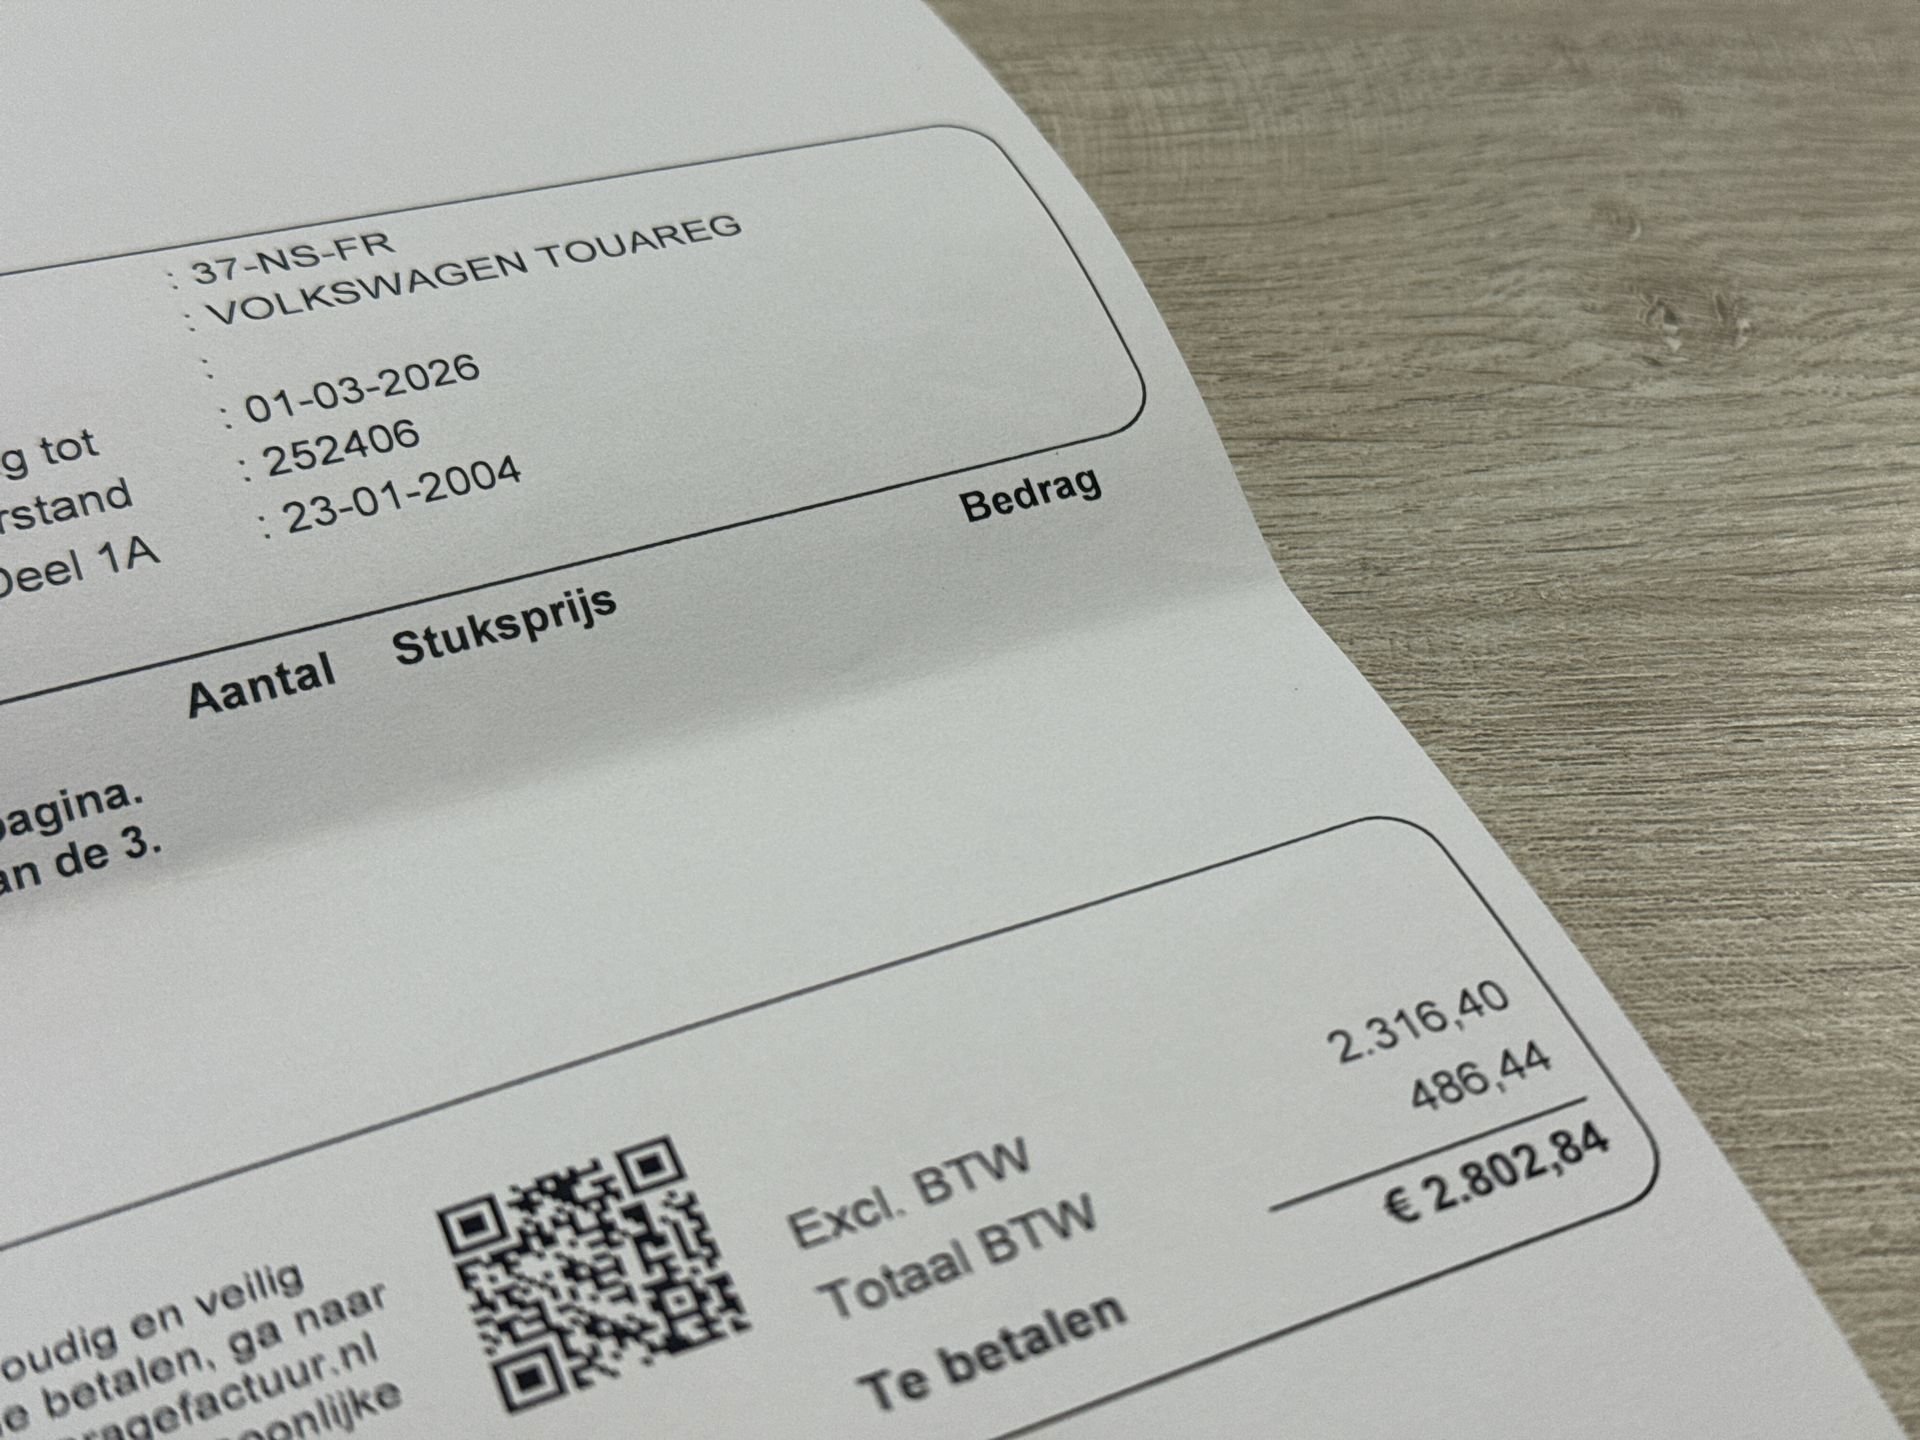 : 37-NS-FR
: VOLKSWAGEN TOUAREG
:
g tot : 01-03-2026
rstand : 252406
Deel 1A : 23-01-2004
Aantal Stuksprijs Bedrag
pagina.
an de 3.
2.316,40
486,44
Excl. BTW
Totaal BTW
Te betalen € 2.802,84
oudig en veilig
e betalen, ga naar
ragefactuur.nl
oonlijke